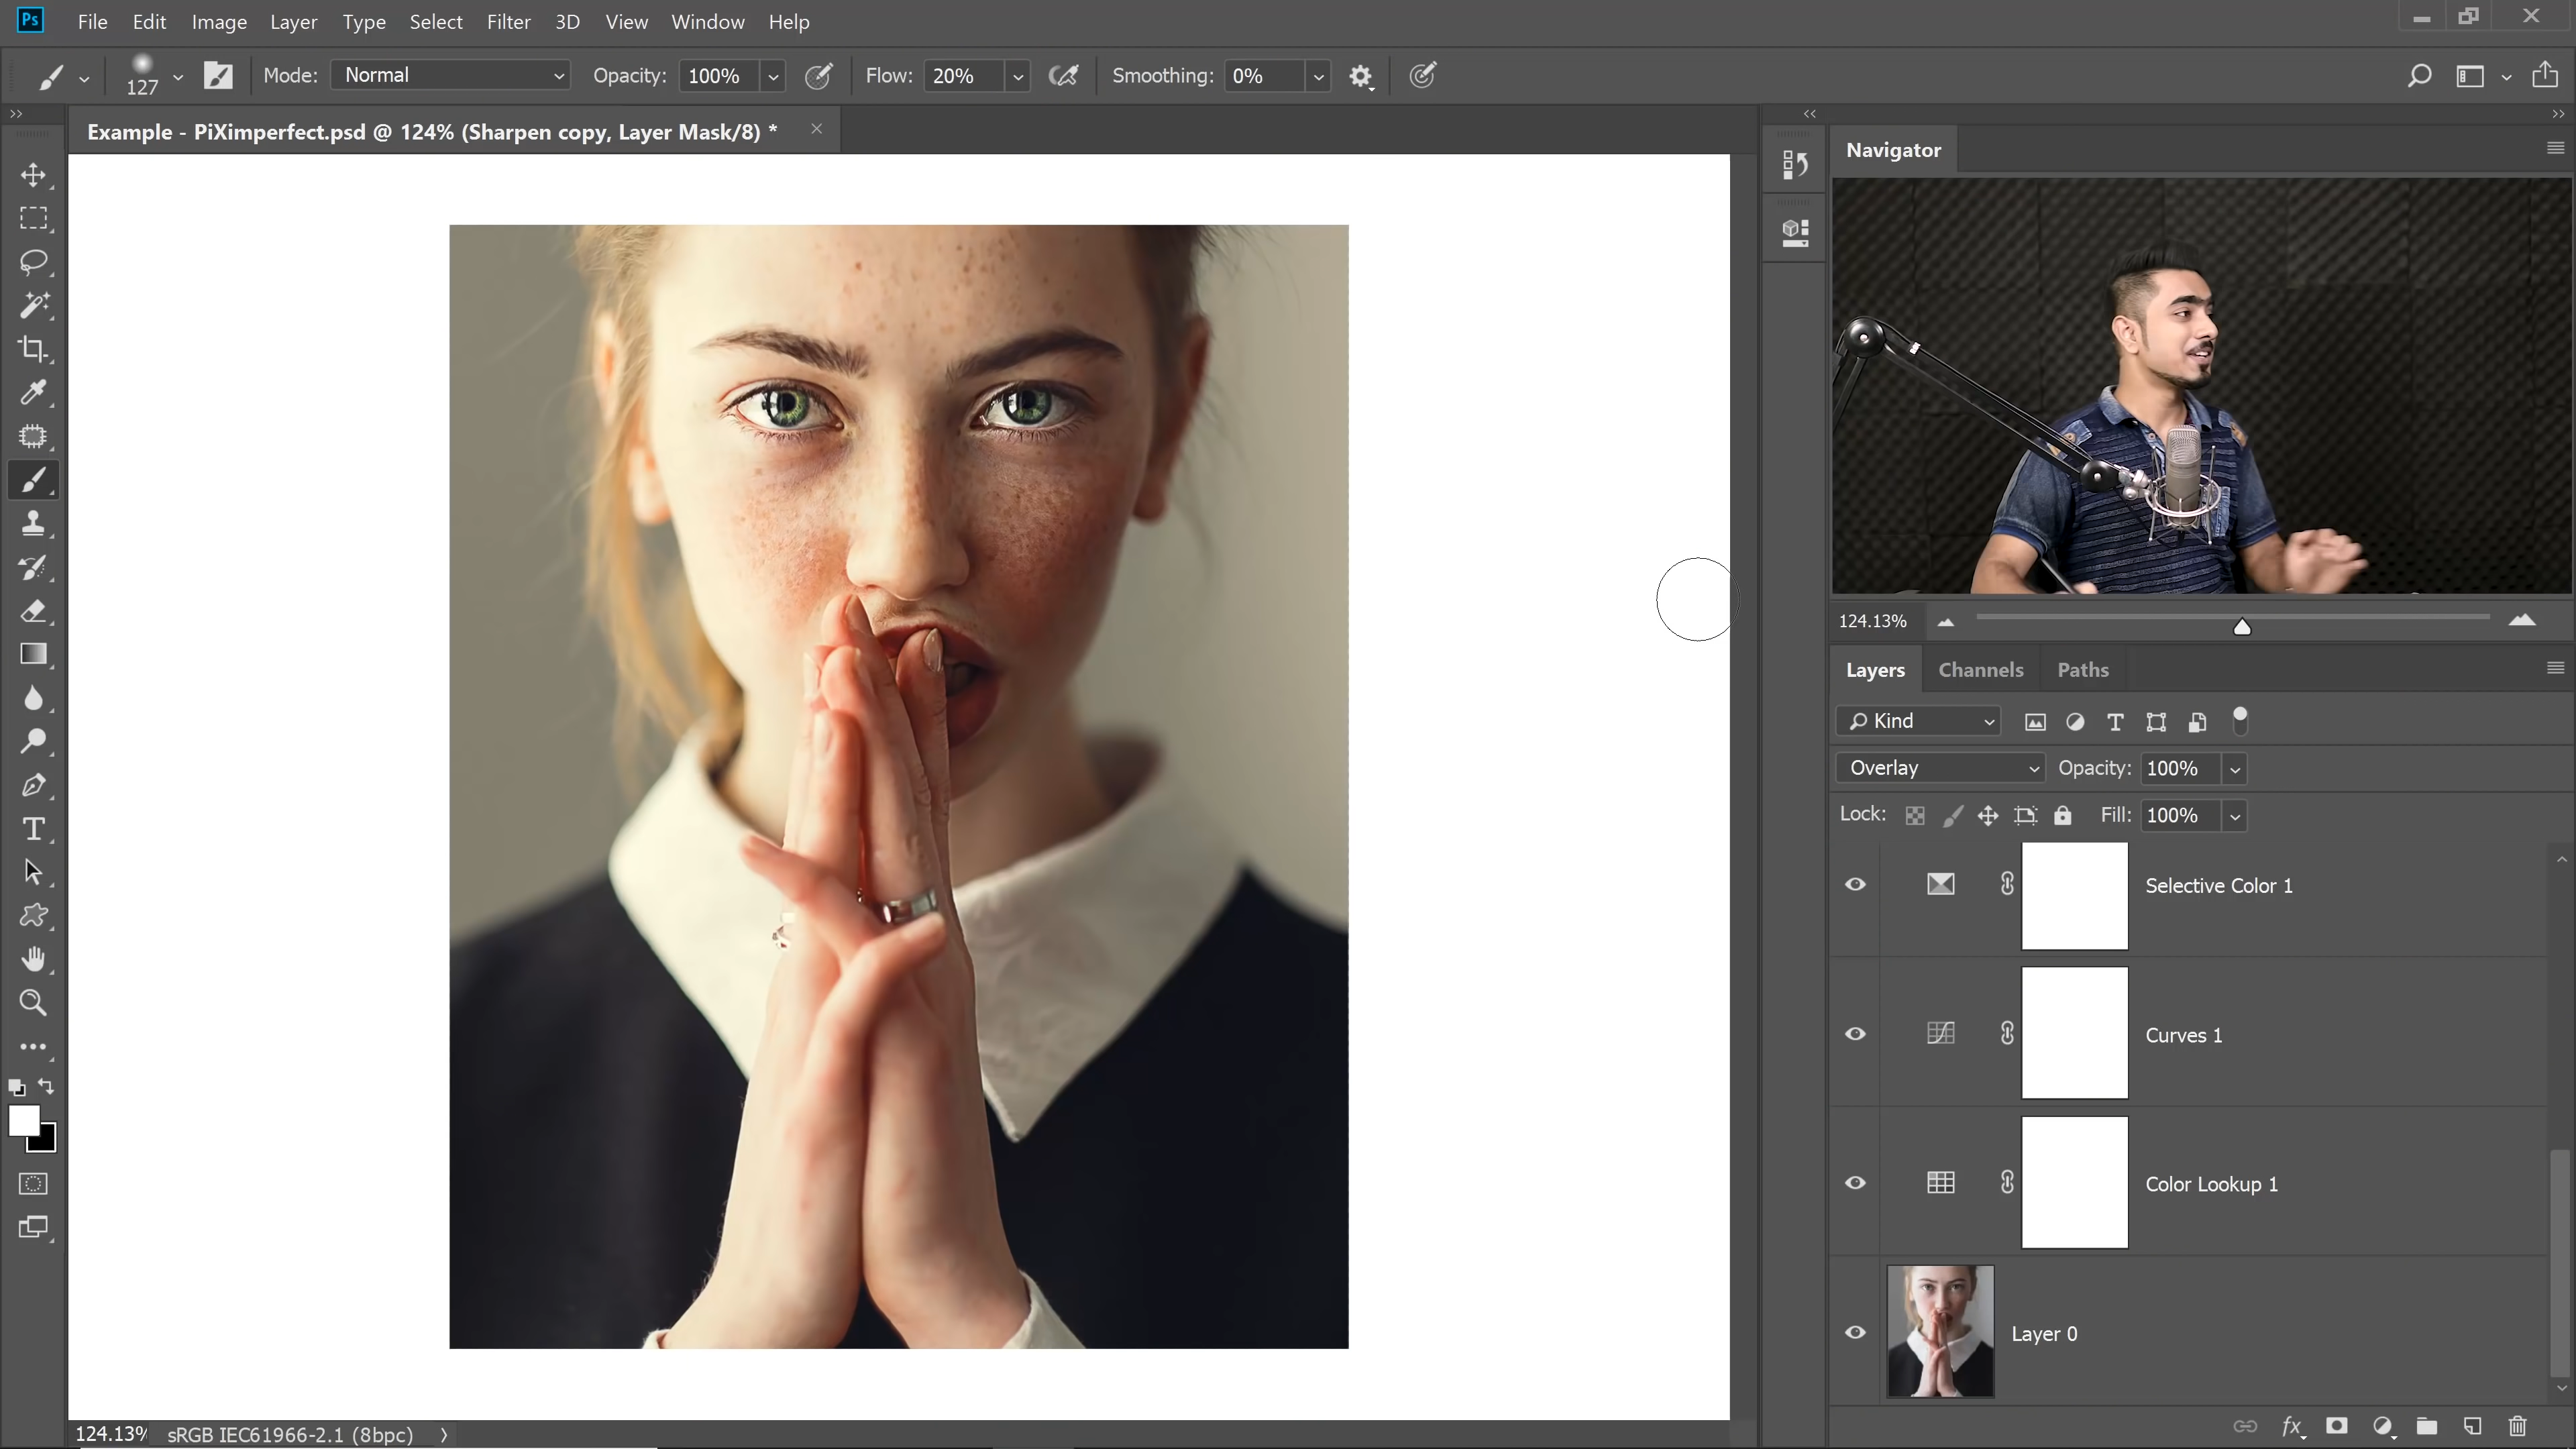 Ps File Edit Image Layer Type Select Filter 3D View Window Help
127 Mode: Normal Opacity: 100% Flow: 20% Smoothing: 0%
Example - PiXimperfect.psd @ 124% (Sharpen copy, Layer Mask/8) *
Navigator
124.13%
Layers Channels Paths
Kind
Overlay Opacity: 100%
Lock: Fill: 100%
Selective Color 1
Curves 1
Color Lookup 1
Layer 0
fx
124.13% sRGB IEC61966-2.1 (8bpc)